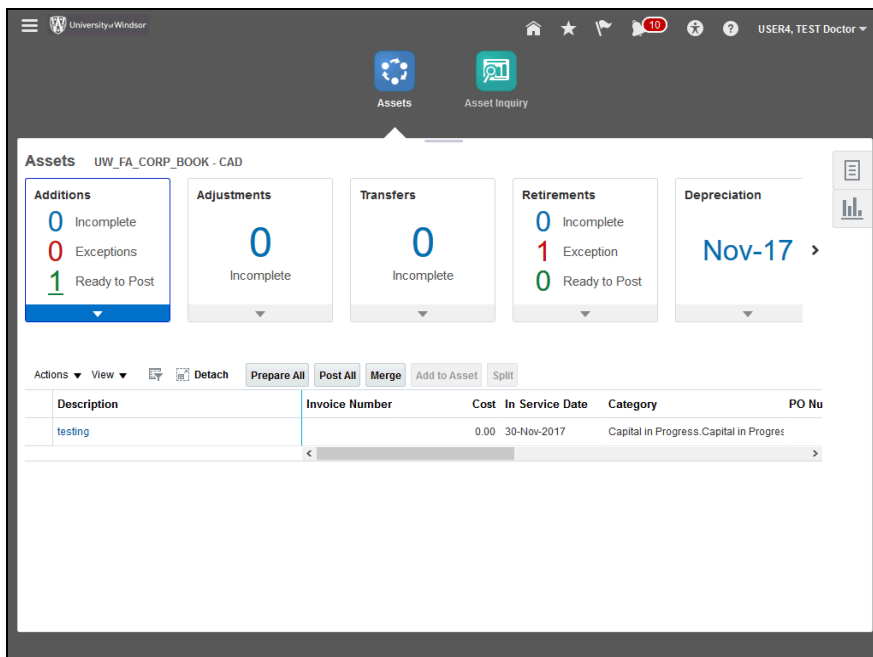 University of Windsor
10
USER4, TEST Doctor
Assets
Asset Inquiry
Assets UW_FA_CORP_BOOK - CAD
Additions
0 Incomplete
0 Exceptions
1 Ready to Post
Adjustments
0
Incomplete
Transfers
0
Incomplete
Retirements
0 Incomplete
1 Exception
0 Ready to Post
Depreciation
Nov-17
Actions View Detach Prepare All Post All Merge Add to Asset Split
Description Invoice Number Cost In Service Date Category PO Nu
testing 0.00 30-Nov-2017 Capital in Progress.Capital in Progres